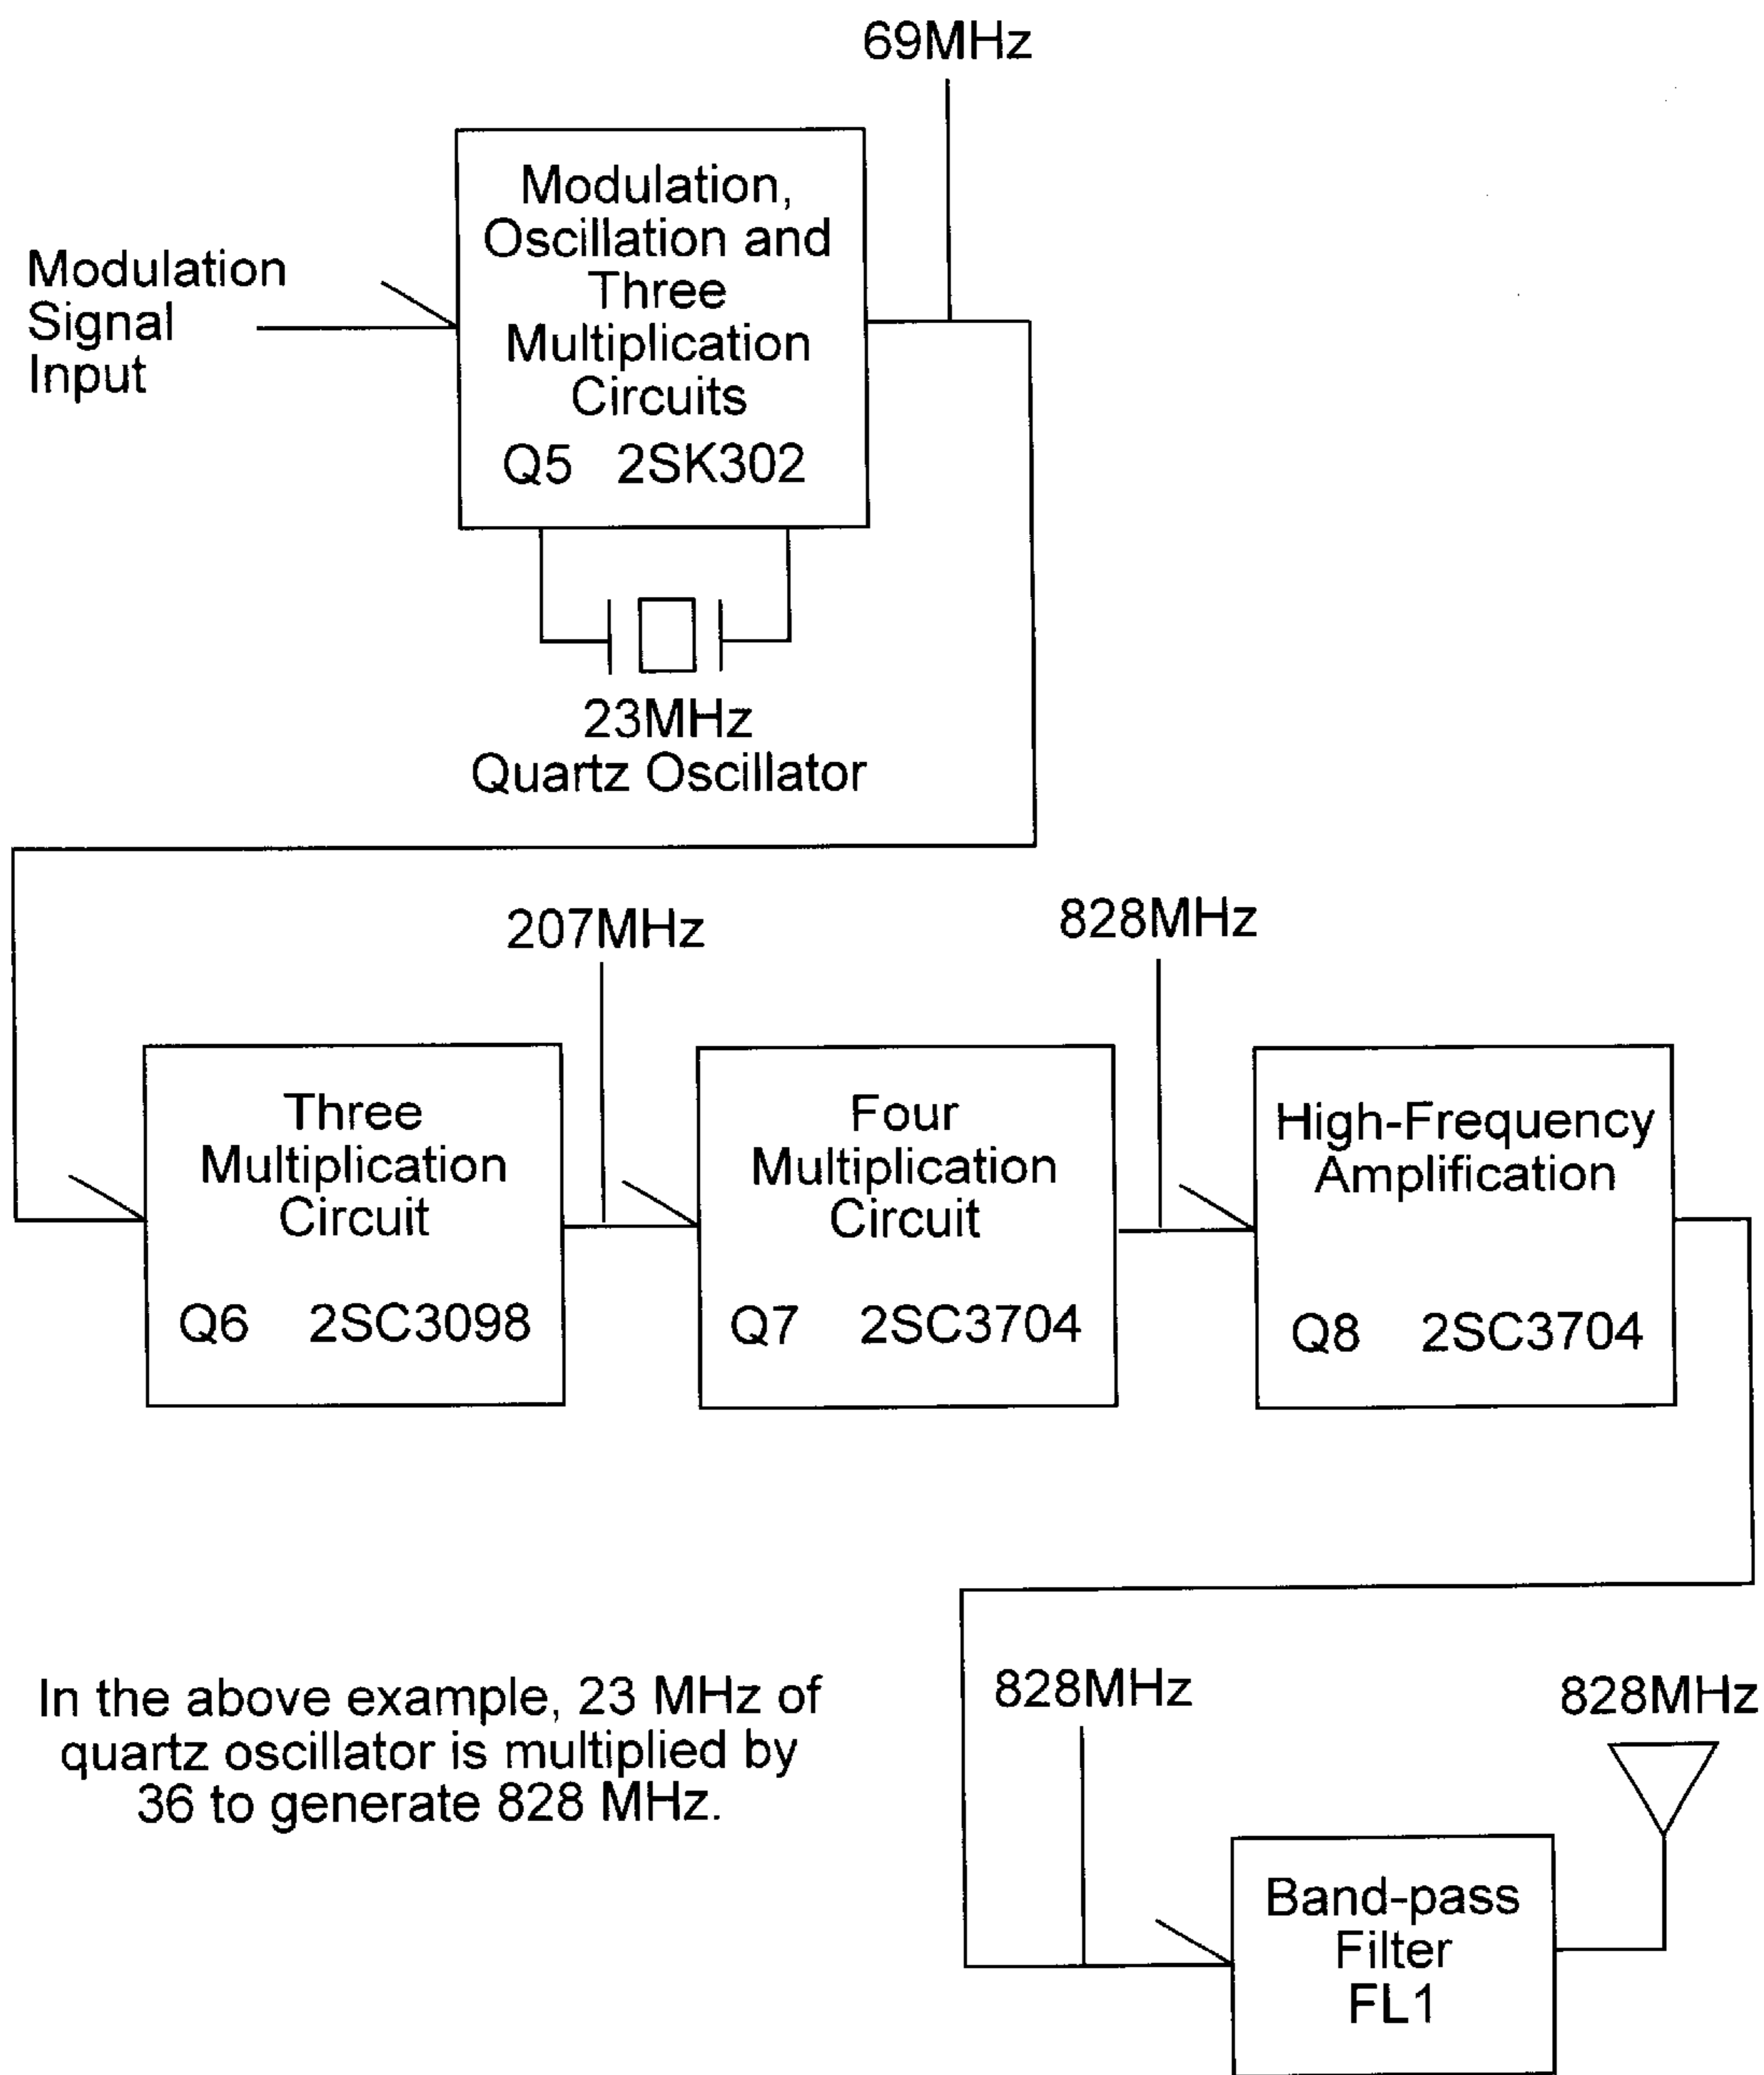 69MHz
Modulation,
Oscillation and
Three
Multiplication
Circuits
Q5 2SK302
Modulation
Signal
Input
23MHz
Quartz Oscillator
207MHz
828MHz
Three
Multiplication
Circuit
Q6 2SC3098
Four
Multiplication
Circuit
Q7 2SC3704
High-Frequency
Amplification
Q8 2SC3704
In the above example, 23 MHz of
quartz oscillator is multiplied by
36 to generate 828 MHz.
828MHz
828MHz
Band-pass
Filter
FL1